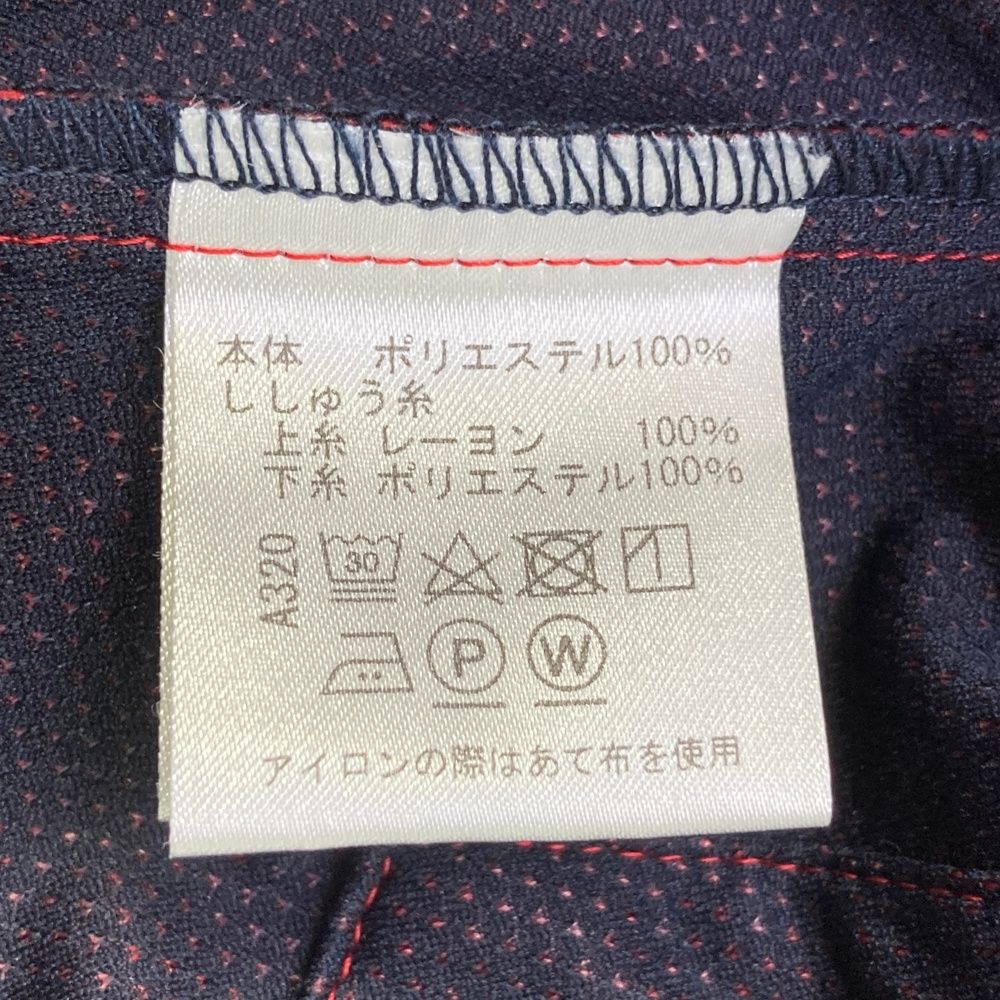 本体 ポリエステル100%
ししゅう糸
上糸 レーヨン 100%
下糸 ポリエステル100%
A320
30
P W
アイロンの際はあて布を使用